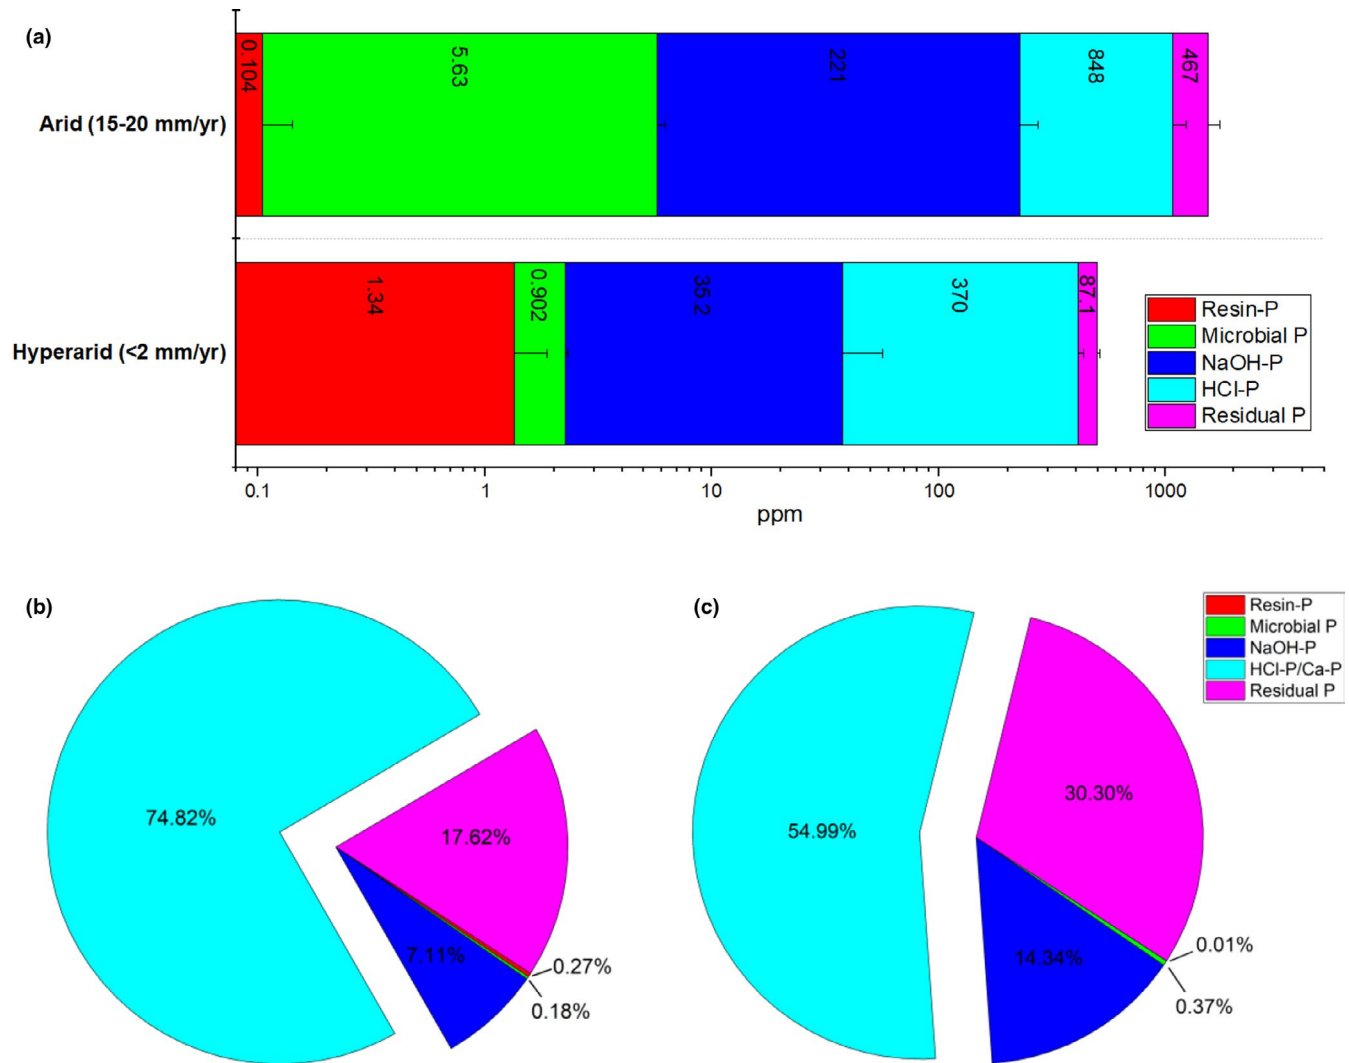 (a)
0.104
5.63
221
848
467
Arid (15-20 mm/yr)
1.34
0.902
35.2
370
87.1
Hyperarid (<2 mm/yr)
Resin-P
Microbial P
NaOH-P
HCl-P
Residual P
0.1
1
10
100
1000
ppm
(b)
74.82%
17.62%
7.11%
0.27%
0.18%
(c)
54.99%
30.30%
14.34%
0.01%
0.37%
Resin-P
Microbial P
NaOH-P
HCl-P/Ca-P
Residual P